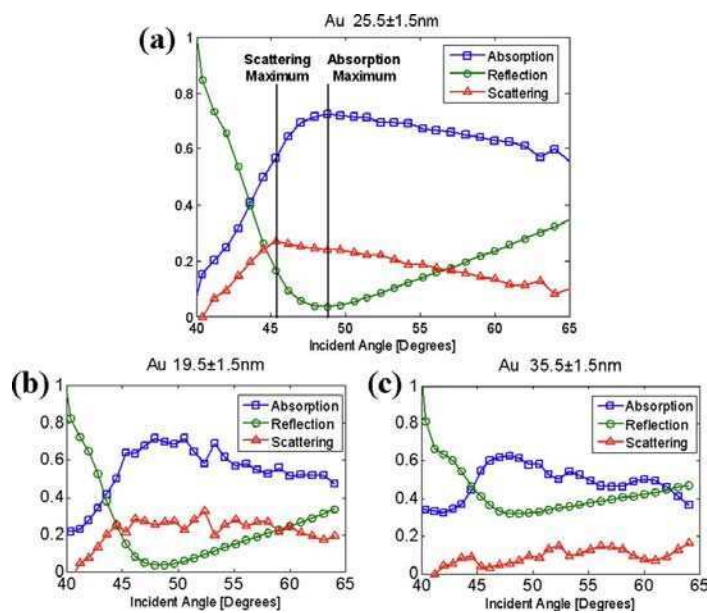 Au 25.5±1.5nm
(a)
Scattering Maximum
Absorption Maximum
Absorption
Reflection
Scattering
1
0.8
0.6
0.4
0.2
0
40 45 50 55 60 65
Incident Angle [Degrees]
(b)
Au 19.5±1.5nm
Absorption
Reflection
Scattering
1
0.8
0.6
0.4
0.2
0
40 45 50 55 60 65
Incident Angle [Degrees]
(c)
Au 35.5±1.5nm
Absorption
Reflection
Scattering
1
0.8
0.6
0.4
0.2
0
40 45 50 55 60 65
Incident Angle [Degrees]